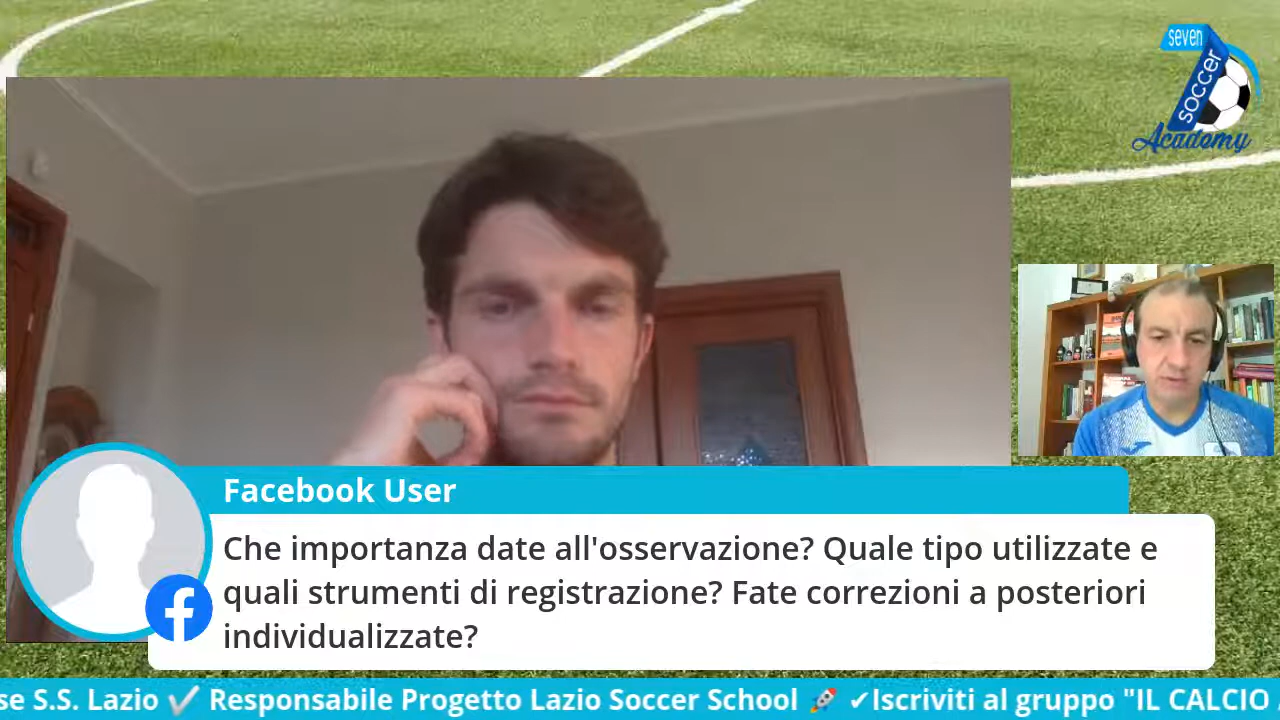 seven
soccer
Academy
Facebook User
Che importanza date all'osservazione? Quale tipo utilizzate e
quali strumenti di registrazione? Fate correzioni a posteriori
individualizzate?
se S.S. Lazio ✔ Responsabile Progetto Lazio Soccer School 🚀 ✔Iscriviti al gruppo "IL CALCIO